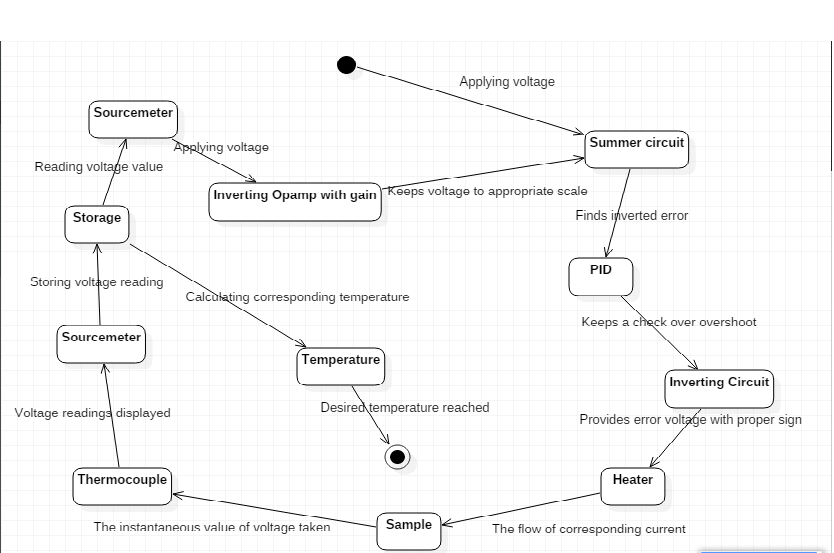 Applying voltage
Sourcemeter
Applying voltage
Summer circuit
Reading voltage value
Inverting Opamp with gain
Keeps voltage to appropriate scale
Storage
Finds inverted error
PID
Storing voltage reading
Calculating corresponding temperature
Keeps a check over overshoot
Sourcemeter
Temperature
Inverting Circuit
Voltage readings displayed
Desired temperature reached
Provides error voltage with proper sign
Thermocouple
Heater
Sample
The instantaneous value of voltage taken
The flow of corresponding current